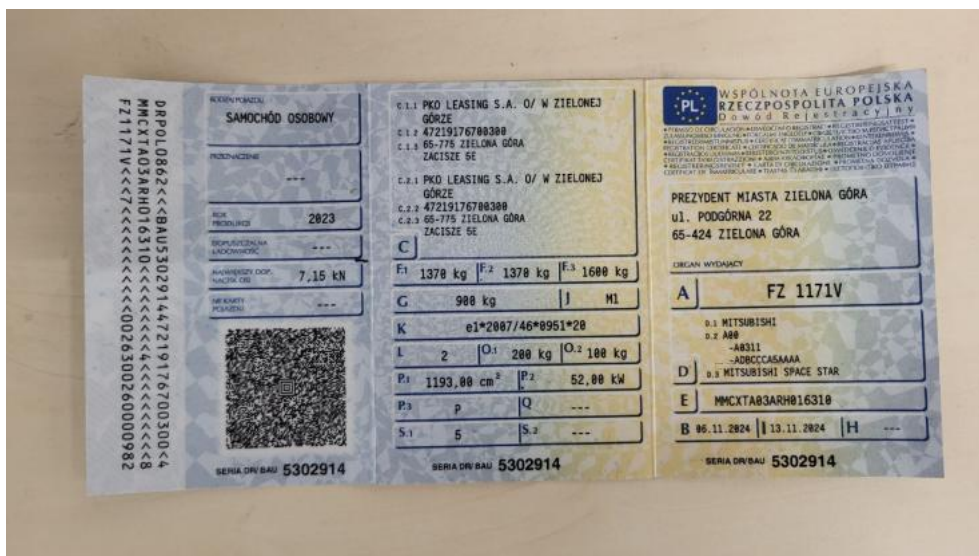 DRPOLO862<<<BAU530291447219176700300<4
MMCXTA03ARH016310<<<<<<<4<<<<<<<<<<<8
FZ1171V<<<7<<<<<<<<<<002630026000982
RODZAJ POJAZDU
SAMOCHÓD OSOBOWY
PRZEZNACZENIE
---
ROK PRODUKCJI 2023
DOPUSZCZALNA ŁADOWNOŚĆ ---
NAJWIĘKSZY DOP. NACISK OSI 7,15 kN
NR KARTY POJAZDU ---
SERIA DR/BAU 5302914
C.1.1 PKO LEASING S.A. O/ W ZIELONEJ
GÓRZE
C.1.2 47219176700300
C.1.3 65-775 ZIELONA GÓRA
ZACISZE 5E
C.2.1 PKO LEASING S.A. O/ W ZIELONEJ
GÓRZE
C.2.2 47219176700300
C.2.3 65-775 ZIELONA GÓRA
ZACISZE 5E
C
F.1 1370 kg F.2 1370 kg F.3 1600 kg
G 900 kg J M1
K e1*2007/46*0951*20
L 2 O.1 200 kg O.2 100 kg
P.1 1193,00 cm³ P.2 52,00 kW
P.3 P Q ---
S.1 5 S.2 ---
SERIA DR/BAU 5302914
PL
WSPÓLNOTA EUROPEJSKA
RZECZPOSPOLITA POLSKA
Dowód Rejestracyjny
PREZYDENT MIASTA ZIELONA GÓRA
ul. PODGÓRNA 22
65-424 ZIELONA GÓRA
ORGAN WYDAJĄCY
A FZ 1171V
D.1 MITSUBISHI
D.2 A00
-A0311
-ADBCCCA5AAAA
D D.3 MITSUBISHI SPACE STAR
E MMCXTA03ARH016310
B 06.11.2024 I 13.11.2024 H ---
SERIA DR/BAU 5302914